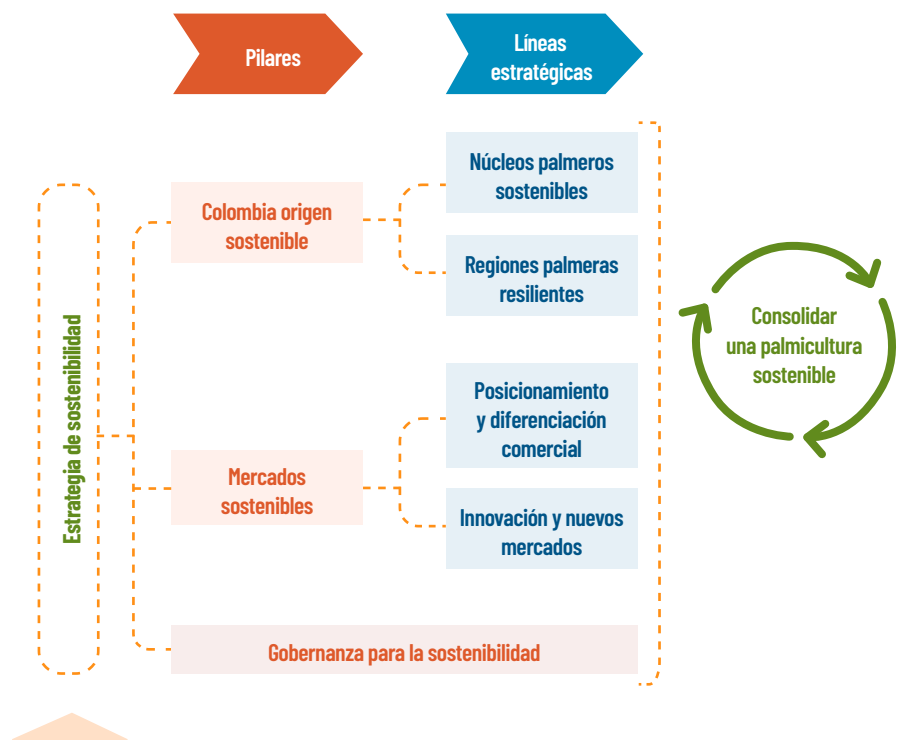 Pilares
Líneas
estratégicas
Estrategia de sostenibilidad
Colombia origen
sostenible
Núcleos palmeros
sostenibles
Regiones palmeras
resilientes
Mercados
sostenibles
Posicionamiento
y diferenciación
comercial
Innovación y nuevos
mercados
Gobernanza para la sostenibilidad
Consolidar
una palmicultura
sostenible